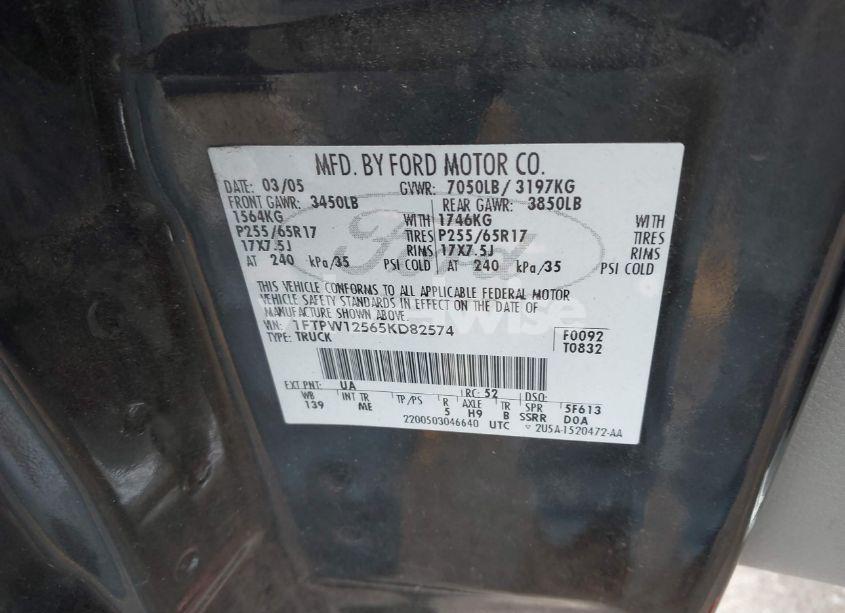 MFD. BY FORD MOTOR CO.
DATE: 03/05 GVWR: 7050LB/ 3197KG
FRONT GAWR: 3450LB REAR GAWR: 3850LB
1564KG WITH 1746KG WITH
P255/65R17 TIRES P255/65R17 TIRES
17X7.5J RIMS 17X7.5J RIMS
AT 240 kPa/35 PSI COLD AT 240 kPa/35 PSI COLD
THIS VEHICLE CONFORMS TO ALL APPLICABLE FEDERAL MOTOR
VEHICLE SAFETY STANDARDS IN EFFECT ON THE DATE OF
MANUFACTURE SHOWN ABOVE.
VIN: 1FTPW12565KD82574 F0092
TYPE: TRUCK T0832
EXT PNT: UA RC: 52 DSO:
WB INT TR TP/PS R AXLE TR SPR 5F613
139 ME 5 H9 B SSRR DOA
2200503046640 UTC 2U5A-1520472-AA
Ford